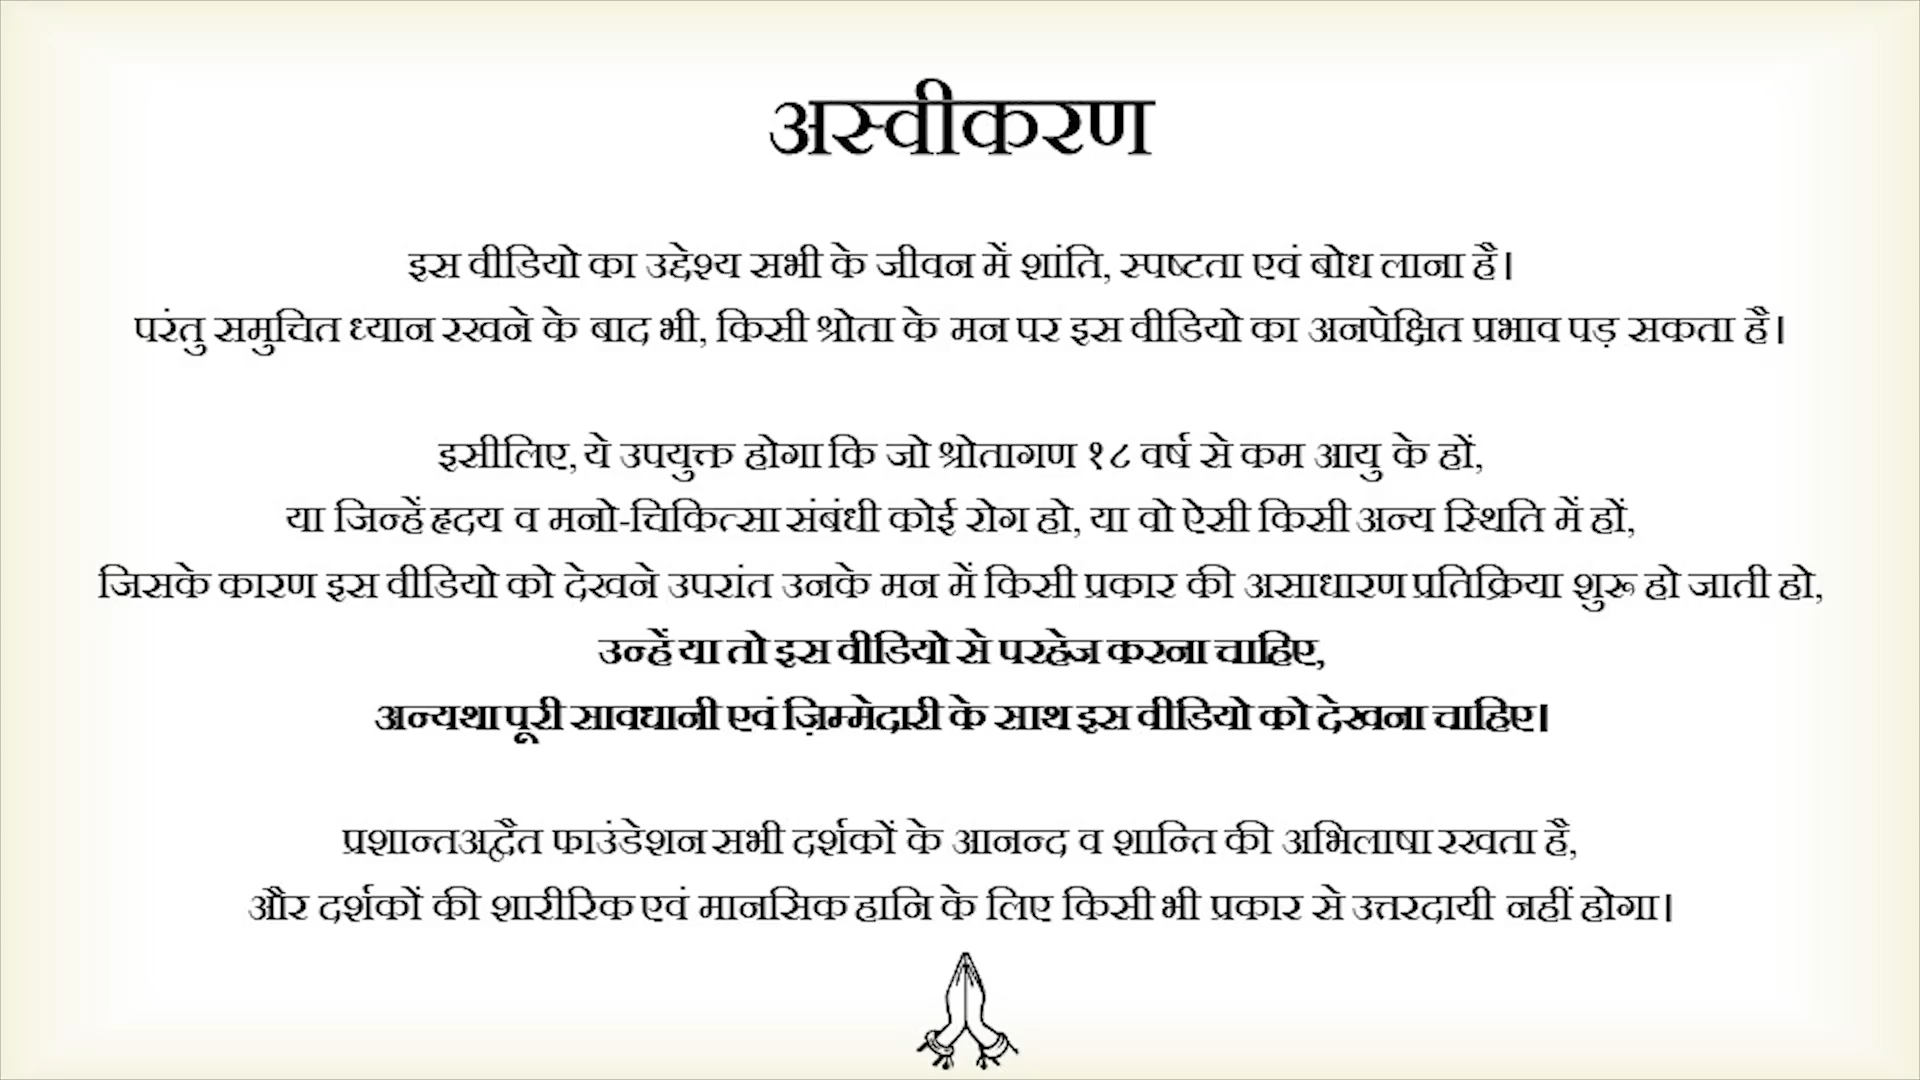 अस्वीकरण
इस वीडियो का उद्देश्य सभी के जीवन में शांति, स्पष्टता एवं बोध लाना है।
परंतु समुचित ध्यान रखने के बाद भी, किसी श्रोता के मन पर इस वीडियो का अनपेक्षित प्रभाव पड़ सकता है।
इसीलिए, ये उपयुक्त होगा कि जो श्रोतागण १८ वर्ष से कम आयु के हों,
या जिन्हें हृदय व मनो-चिकित्सा संबंधी कोई रोग हो, या वो ऐसी किसी अन्य स्थिति में हों,
जिसके कारण इस वीडियो को देखने उपरांत उनके मन में किसी प्रकार की असाधारण प्रतिक्रिया शुरू हो जाती हो,
उन्हें या तो इस वीडियो से परहेज करना चाहिए,
अन्यथा पूरी सावधानी एवं ज़िम्मेदारी के साथ इस वीडियो को देखना चाहिए।
प्रशान्तअद्वैत फाउंडेशन सभी दर्शकों के आनन्द व शान्ति की अभिलाषा रखता है,
और दर्शकों की शारीरिक एवं मानसिक हानि के लिए किसी भी प्रकार से उत्तरदायी नहीं होगा।